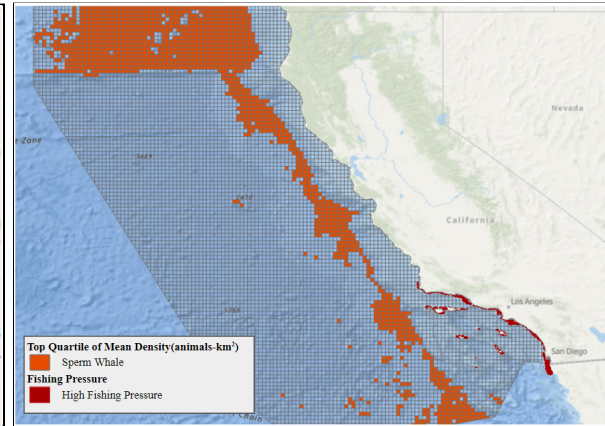 Nevada
e Zone
California
Los Angeles
San Diego
Top Quartile of Mean Density(animals-km²)
Sperm Whale
Fishing Pressure
High Fishing Pressure
Chain